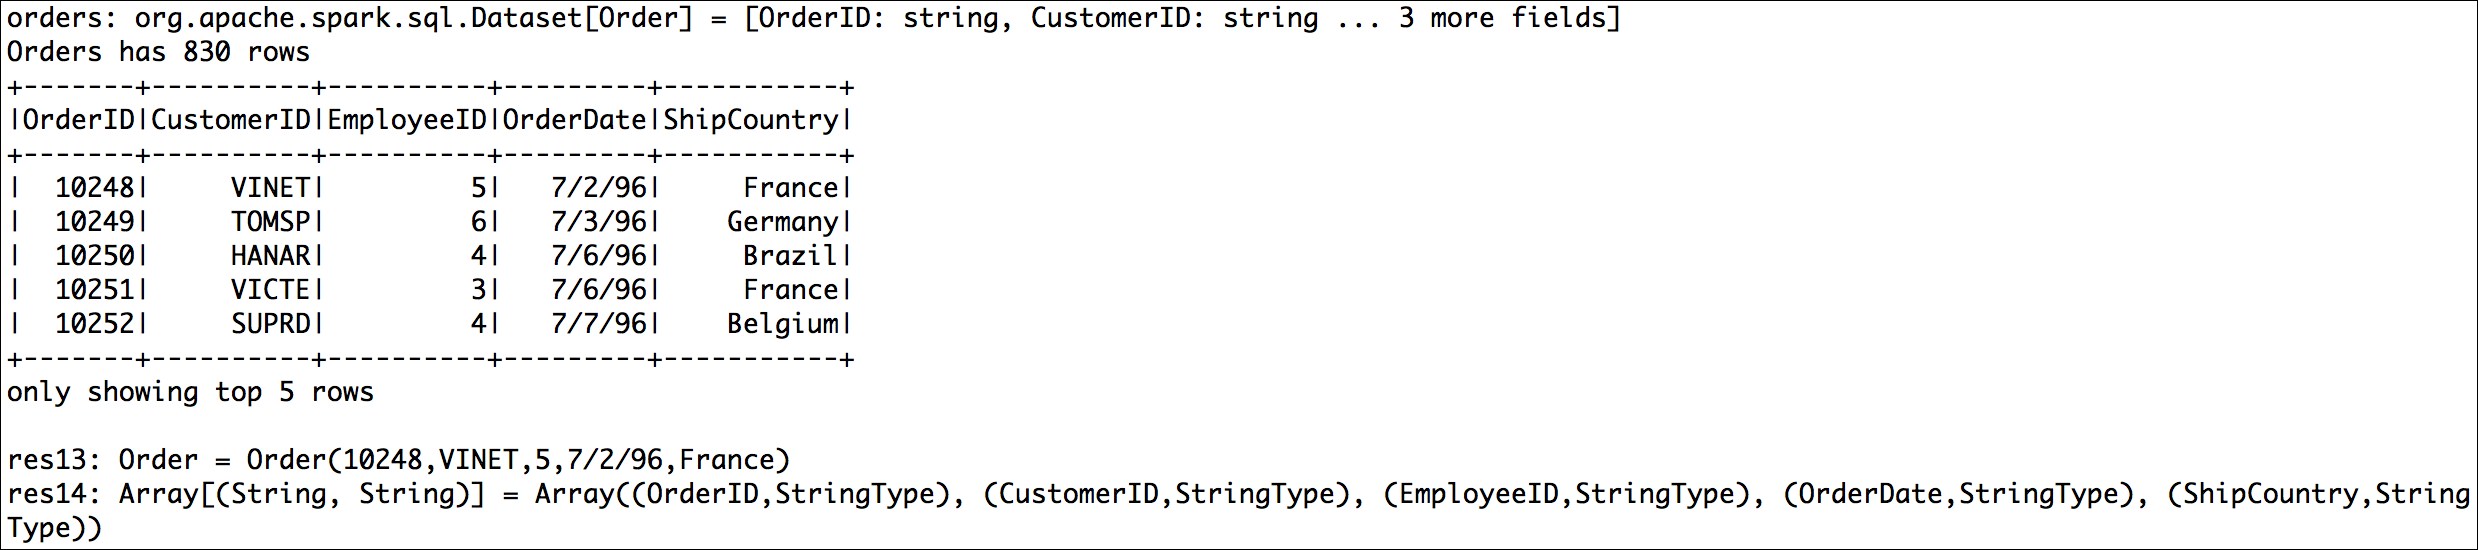 orders: org.apache.spark.sql.Dataset[Order] = [OrderID: string, CustomerID: string ... 3 more fields]
Orders has 830 rows
+-------+----------+----------+---------+-----------+
|OrderID|CustomerID|EmployeeID|OrderDate|ShipCountry|
+-------+----------+----------+---------+-----------+
|  10248|     VINET|         5|   7/2/96|     France|
|  10249|     TOMSP|         6|   7/3/96|    Germany|
|  10250|     HANAR|         4|   7/6/96|     Brazil|
|  10251|     VICTE|         3|   7/6/96|     France|
|  10252|     SUPRD|         4|   7/7/96|    Belgium|
+-------+----------+----------+---------+-----------+
only showing top 5 rows

res13: Order = Order(10248,VINET,5,7/2/96,France)
res14: Array[(String, String)] = Array((OrderID,StringType), (CustomerID,StringType), (EmployeeID,StringType), (OrderDate,StringType), (ShipCountry,String
Type))